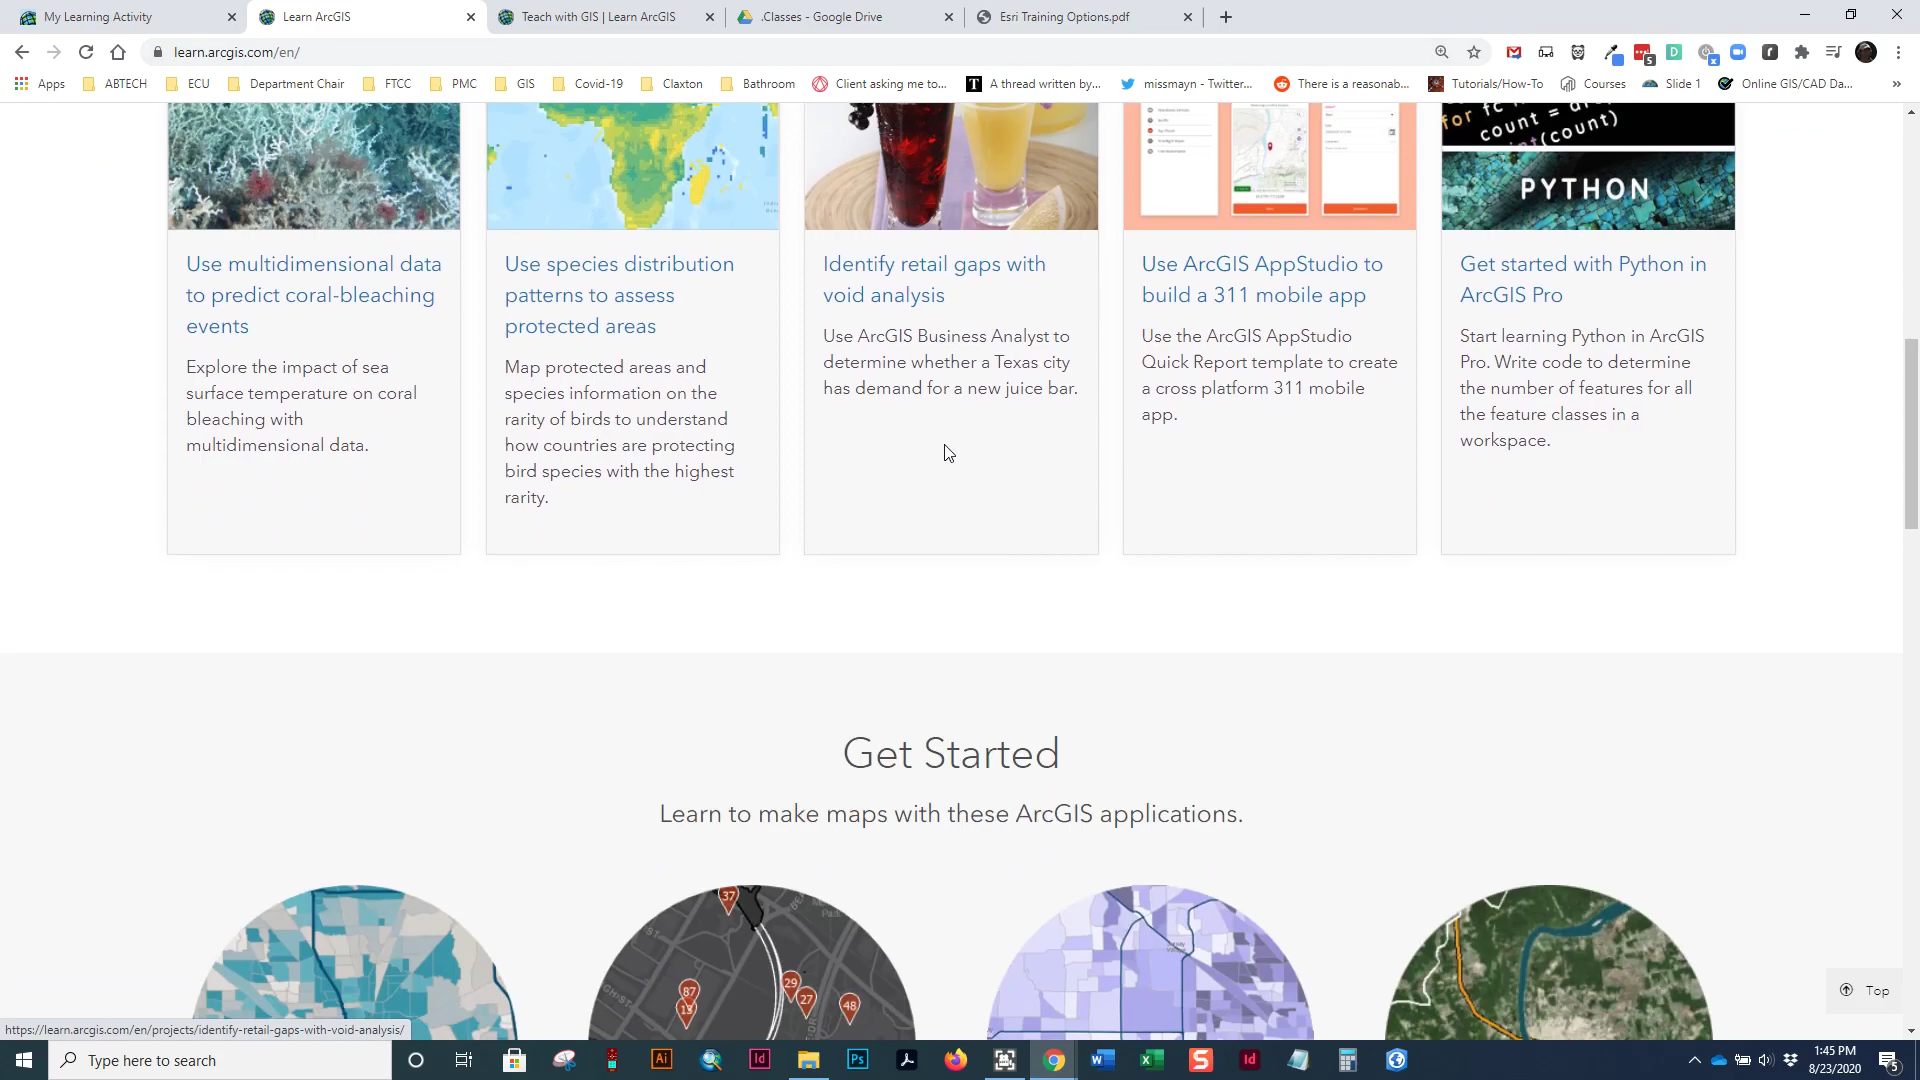 My Learning Activity
Learn ArcGIS
Teach with GIS | Learn ArcGIS
.Classes - Google Drive
Esri Training Options.pdf
learn.arcgis.com/en/
Apps
ABTECH
ECU
Department Chair
FTCC
PMC
GIS
Covid-19
Claxton
Bathroom
Client asking me to...
A thread written by...
missmayn - Twitter...
There is a reasonab...
Tutorials/How-To
Courses
Slide 1
Online GIS/CAD Da...
count =
(count)
PYTHON
Use multidimensional data
to predict coral-bleaching
events
Explore the impact of sea
surface temperature on coral
bleaching with
multidimensional data.
Use species distribution
patterns to assess
protected areas
Map protected areas and
species information on the
rarity of birds to understand
how countries are protecting
bird species with the highest
rarity.
Identify retail gaps with
void analysis
Use ArcGIS Business Analyst to
determine whether a Texas city
has demand for a new juice bar.
Use ArcGIS AppStudio to
build a 311 mobile app
Use the ArcGIS AppStudio
Quick Report template to create
a cross platform 311 mobile
app.
Get started with Python in
ArcGIS Pro
Start learning Python in ArcGIS
Pro. Write code to determine
the number of features for all
the feature classes in a
workspace.
Get Started
Learn to make maps with these ArcGIS applications.
37
87
13
29
27
48
Top
https://learn.arcgis.com/en/projects/identify-retail-gaps-with-void-analysis/
Type here to search
1:45 PM
8/23/2020
5